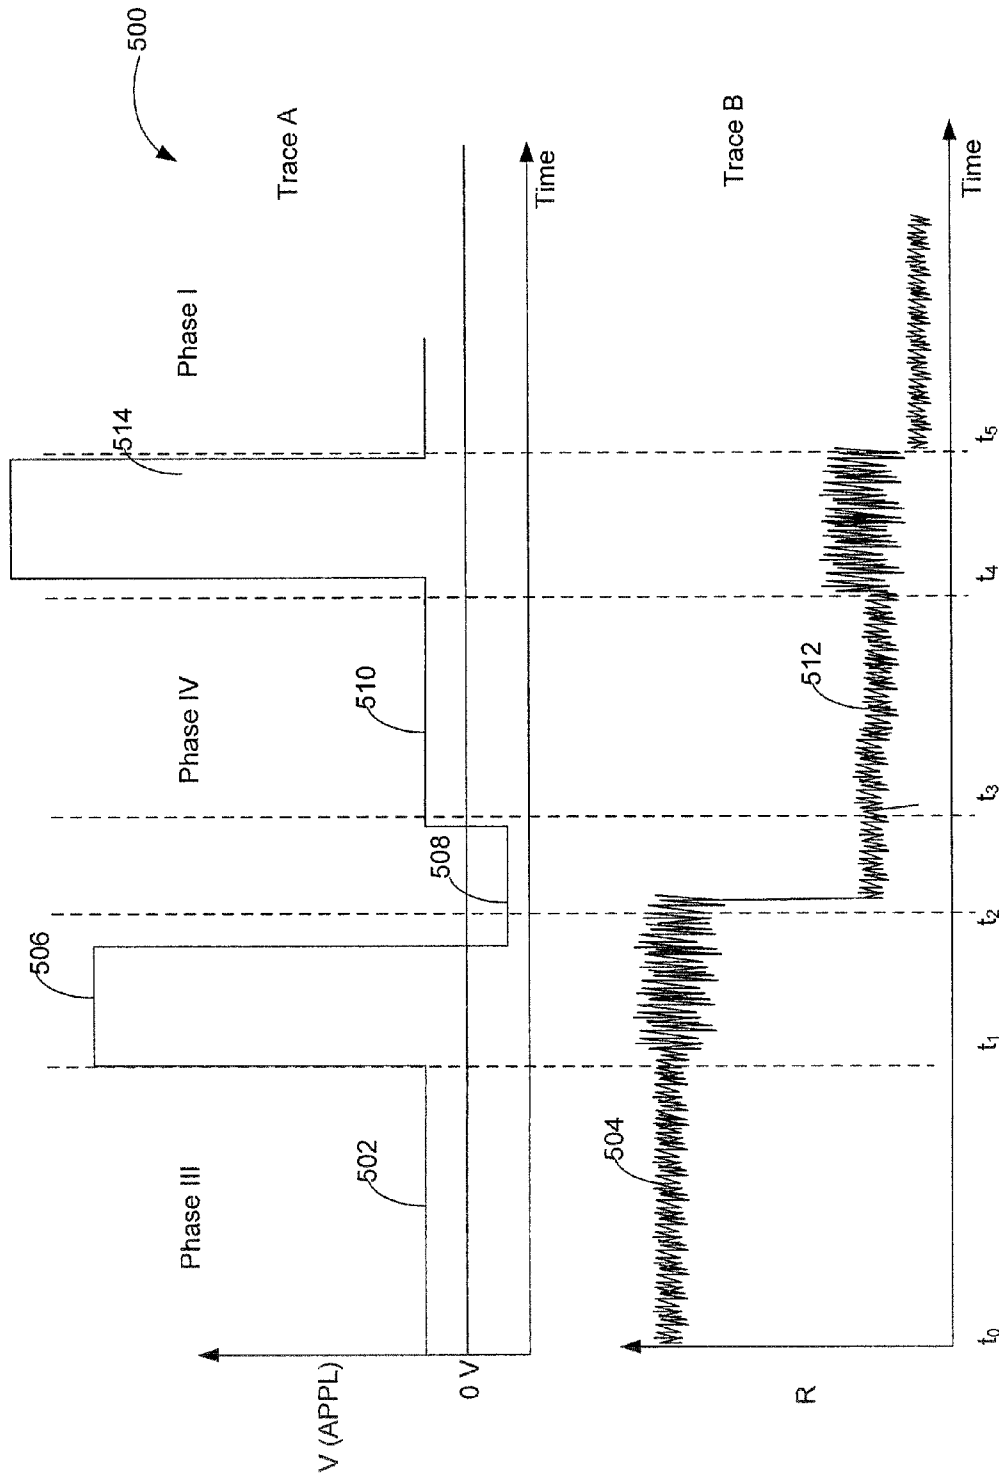 500
Trace A
Phase III
Phase IV
Phase I
506
514
502
508
510
V (APPL)
0 V
Time
Trace B
504
512
R
Time
t0
t1
t2
t3
t4
t5